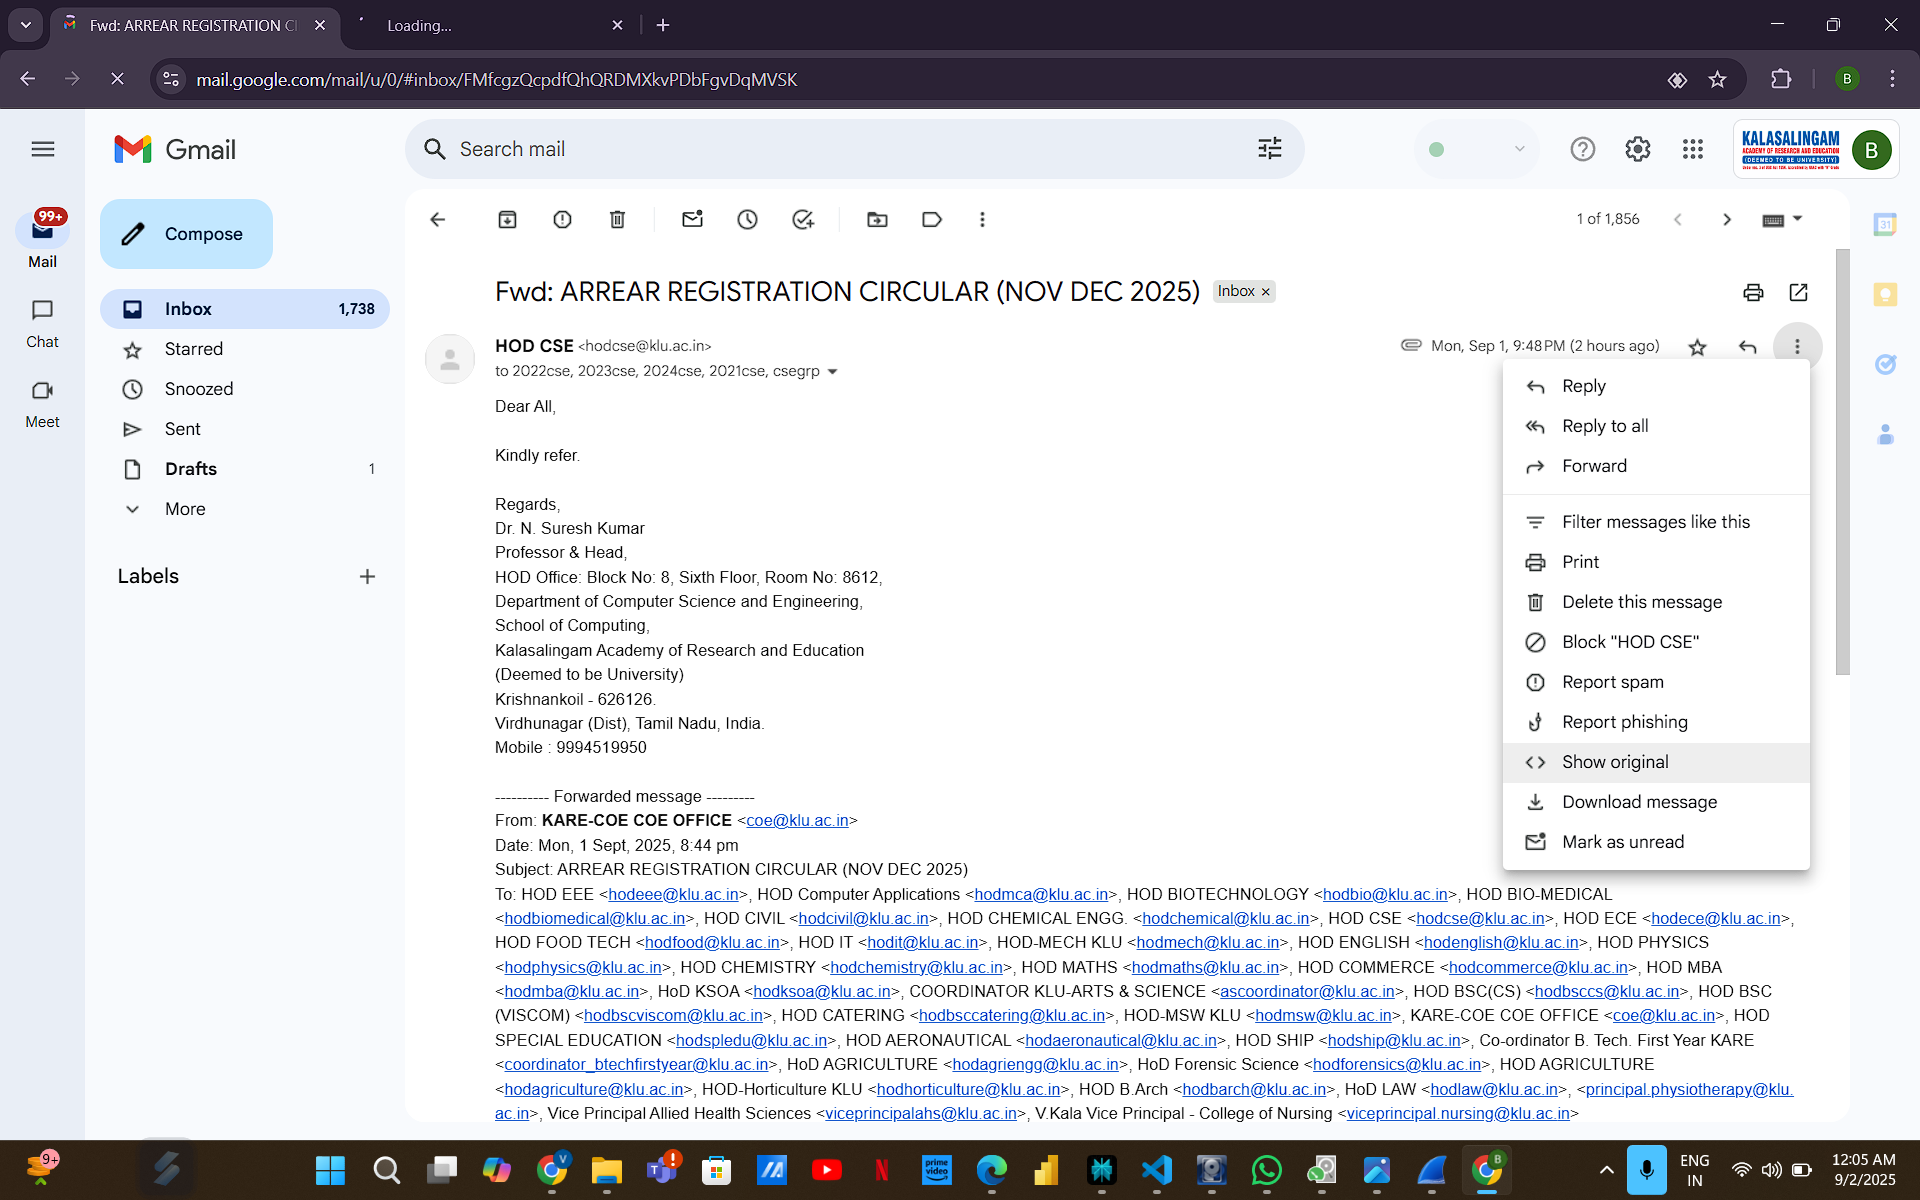 Fwd: ARREAR REGISTRATION CI
Loading...
mail.google.com/mail/u/0/#inbox/FMfcgzQcpdfQhQRDMXkvPDbFgvDqMVSK
B
Gmail
Search mail
KALASALINGAM
ACADEMY OF RESEARCH AND EDUCATION
(DEEMED TO BE UNIVERSITY)
B
99+
Mail
Chat
Meet
Compose
Inbox 1,738
Starred
Snoozed
Sent
Drafts 1
More
Labels
1 of 1,856
31
Fwd: ARREAR REGISTRATION CIRCULAR (NOV DEC 2025) Inbox ×
HOD CSE <hodcse@klu.ac.in> Mon, Sep 1, 9:48 PM (2 hours ago)
to 2022cse, 2023cse, 2024cse, 2021cse, csegrp
Dear All,
Kindly refer.
Regards,
Dr. N. Suresh Kumar
Professor & Head,
HOD Office: Block No: 8, Sixth Floor, Room No: 8612,
Department of Computer Science and Engineering,
School of Computing,
Kalasalingam Academy of Research and Education
(Deemed to be University)
Krishnankoil - 626126.
Virdhunagar (Dist), Tamil Nadu, India.
Mobile : 9994519950
---------- Forwarded message ---------
From: KARE-COE COE OFFICE <coe@klu.ac.in>
Date: Mon, 1 Sept, 2025, 8:44 pm
Subject: ARREAR REGISTRATION CIRCULAR (NOV DEC 2025)
To: HOD EEE <hodeee@klu.ac.in>, HOD Computer Applications <hodmca@klu.ac.in>, HOD BIOTECHNOLOGY <hodbio@klu.ac.in>, HOD BIO-MEDICAL
<hodbiomedical@klu.ac.in>, HOD CIVIL <hodcivil@klu.ac.in>, HOD CHEMICAL ENGG. <hodchemical@klu.ac.in>, HOD CSE <hodcse@klu.ac.in>, HOD ECE <hodece@klu.ac.in>,
HOD FOOD TECH <hodfood@klu.ac.in>, HOD IT <hodit@klu.ac.in>, HOD-MECH KLU <hodmech@klu.ac.in>, HOD ENGLISH <hodenglish@klu.ac.in>, HOD PHYSICS
<hodphysics@klu.ac.in>, HOD CHEMISTRY <hodchemistry@klu.ac.in>, HOD MATHS <hodmaths@klu.ac.in>, HOD COMMERCE <hodcommerce@klu.ac.in>, HOD MBA
<hodmba@klu.ac.in>, HoD KSOA <hodksoa@klu.ac.in>, COORDINATOR KLU-ARTS & SCIENCE <ascoordinator@klu.ac.in>, HOD BSC(CS) <hodbsccs@klu.ac.in>, HOD BSC
(VISCOM) <hodbscviscom@klu.ac.in>, HOD CATERING <hodbsccatering@klu.ac.in>, HOD-MSW KLU <hodmsw@klu.ac.in>, KARE-COE COE OFFICE <coe@klu.ac.in>, HOD
SPECIAL EDUCATION <hodspledu@klu.ac.in>, HOD AERONAUTICAL <hodaeronautical@klu.ac.in>, HOD SHIP <hodship@klu.ac.in>, Co-ordinator B. Tech. First Year KARE
<coordinator_btechfirstyear@klu.ac.in>, HoD AGRICULTURE <hodagriengg@klu.ac.in>, HoD Forensic Science <hodforensics@klu.ac.in>, HOD AGRICULTURE
<hodagriculture@klu.ac.in>, HOD-Horticulture KLU <hodhorticulture@klu.ac.in>, HOD B.Arch <hodbarch@klu.ac.in>, HoD LAW <hodlaw@klu.ac.in>, <principal.physiotherapy@klu.
ac.in>, Vice Principal Allied Health Sciences <viceprincipalahs@klu.ac.in>, V.Kala Vice Principal - College of Nursing <viceprincipal.nursing@klu.ac.in>
Reply
Reply to all
Forward
Filter messages like this
Print
Delete this message
Block "HOD CSE"
Report spam
Report phishing
Show original
Download message
Mark as unread
9+
V
prime video
B
ENG
IN
12:05 AM
9/2/2025